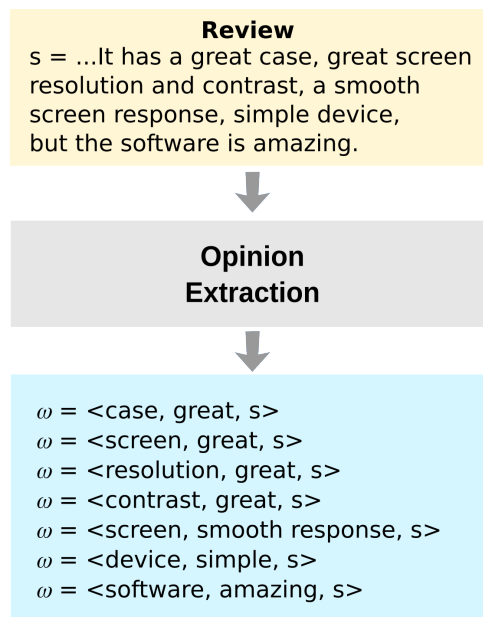 Review
s = ...It has a great case, great screen
resolution and contrast, a smooth
screen response, simple device,
but the software is amazing.
Opinion
Extraction
ω = <case, great, s>
ω = <screen, great, s>
ω = <resolution, great, s>
ω = <contrast, great, s>
ω = <screen, smooth response, s>
ω = <device, simple, s>
ω = <software, amazing, s>